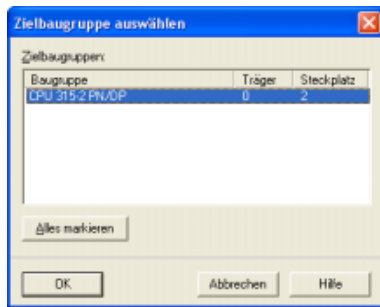 Zielbaugruppe auswählen
Zielbaugruppen:
Baugruppe Träger Steckplatz
CPU 315-2 PN/DP 0 2
Alles markieren
OK Abbrechen Hilfe